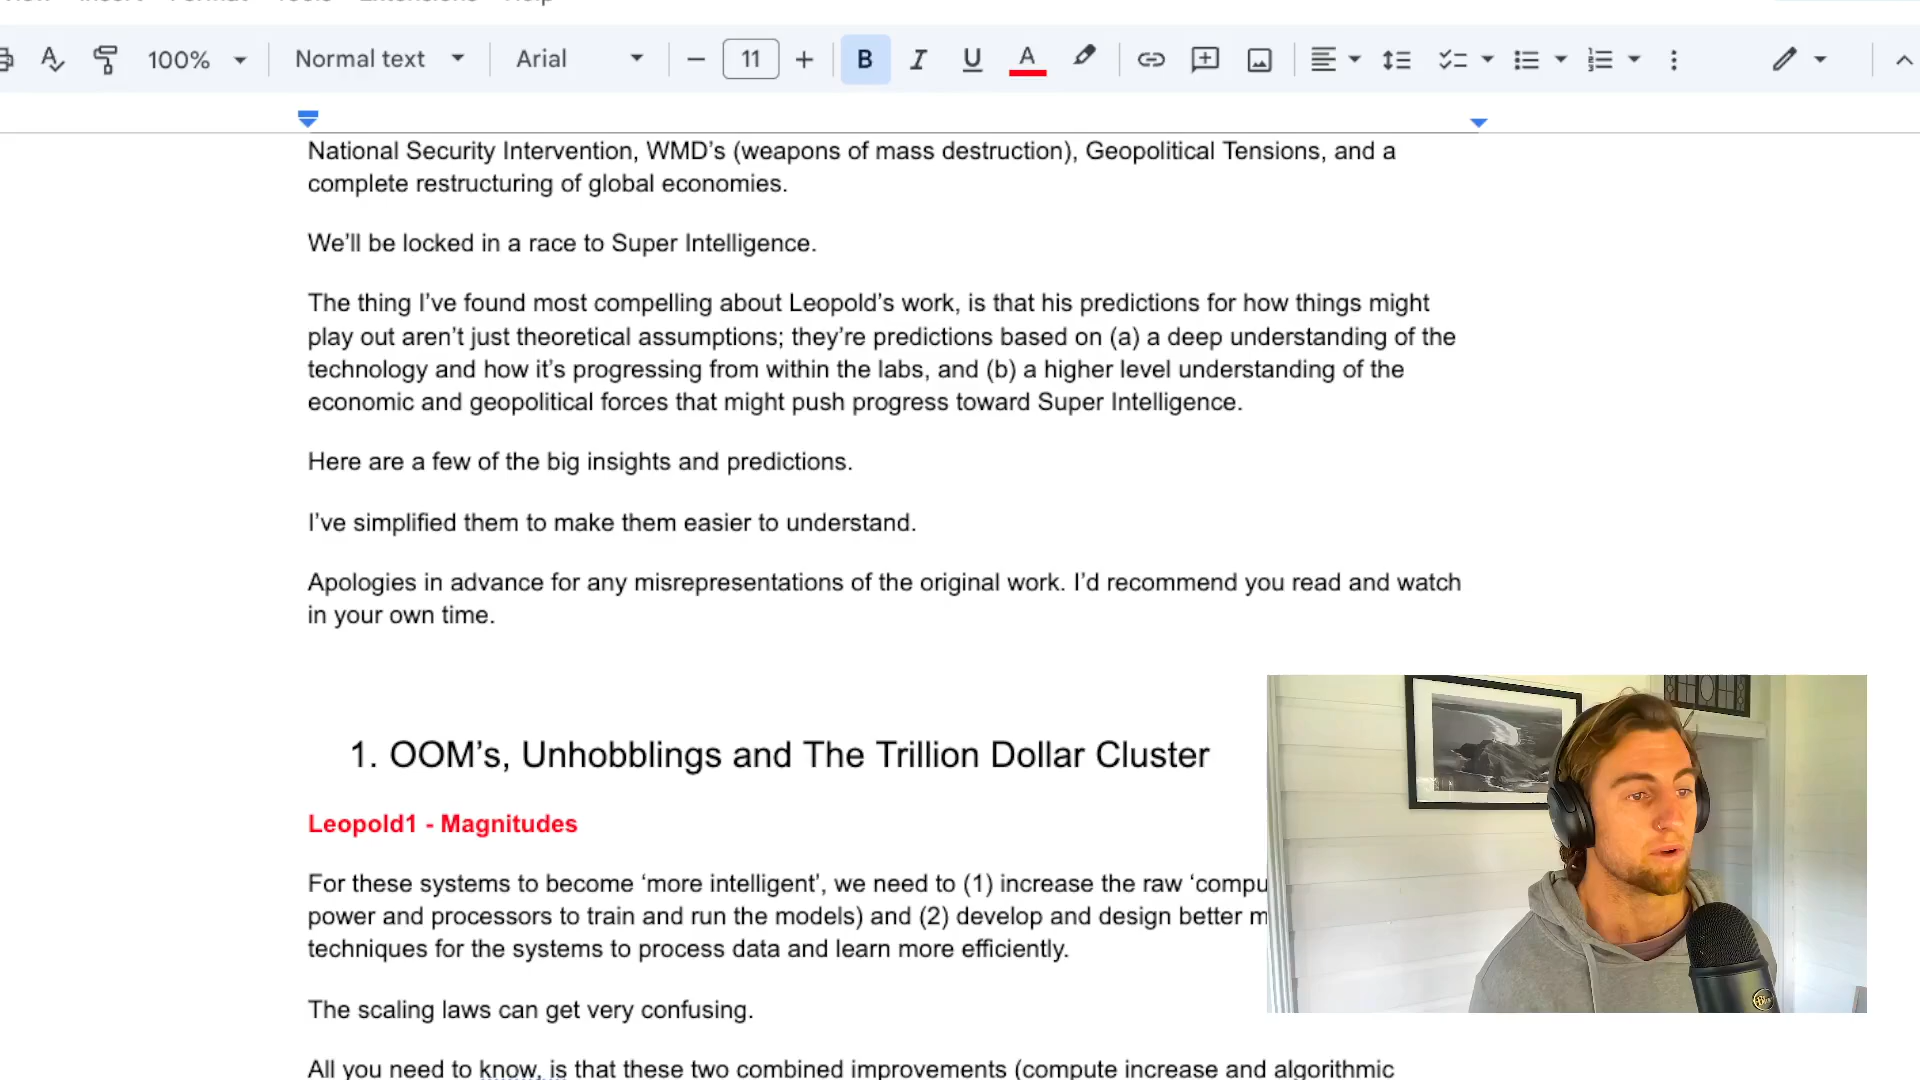 100%
Normal text
Arial
11
B
I
U
A
National Security Intervention, WMD’s (weapons of mass destruction), Geopolitical Tensions, and a
complete restructuring of global economies.
We’ll be locked in a race to Super Intelligence.
The thing I’ve found most compelling about Leopold’s work, is that his predictions for how things might
play out aren’t just theoretical assumptions; they’re predictions based on (a) a deep understanding of the
technology and how it’s progressing from within the labs, and (b) a higher level understanding of the
economic and geopolitical forces that might push progress toward Super Intelligence.
Here are a few of the big insights and predictions.
I’ve simplified them to make them easier to understand.
Apologies in advance for any misrepresentations of the original work. I’d recommend you read and watch
in your own time.
1. OOM’s, Unhobblings and The Trillion Dollar Cluster
Leopold1 - Magnitudes
For these systems to become ‘more intelligent’, we need to (1) increase the raw ‘compu
power and processors to train and run the models) and (2) develop and design better m
techniques for the systems to process data and learn more efficiently.
The scaling laws can get very confusing.
All you need to know, is that these two combined improvements (compute increase and algorithmic